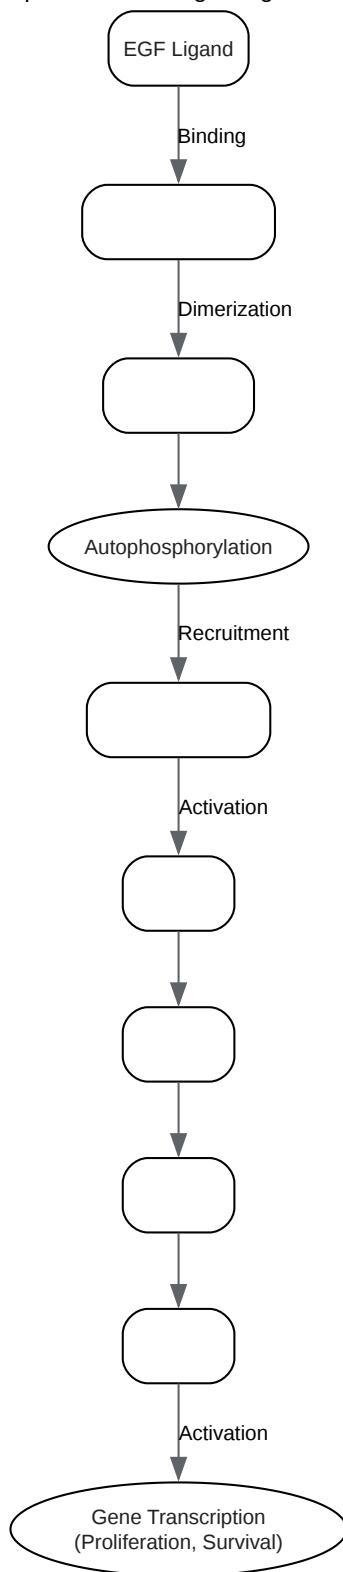 EGF Ligand
Binding
Dimerization
Autophosphorylation
Recruitment
Activation
Activation
Gene Transcription
(Proliferation, Survival)